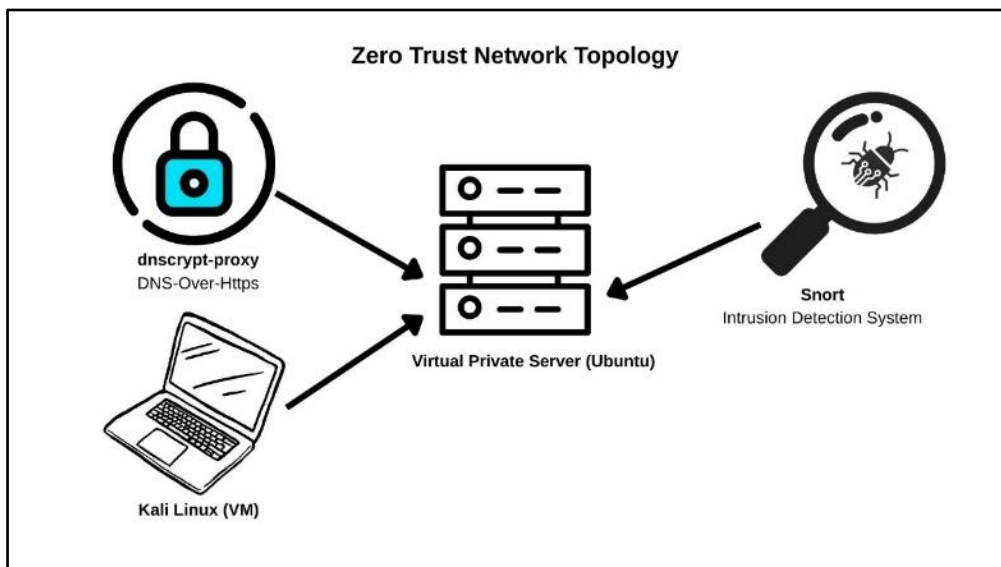 Zero Trust Network Topology
dnscrypt-proxy
DNS-Over-Https
Snort
Intrusion Detection System
Virtual Private Server (Ubuntu)
Kali Linux (VM)